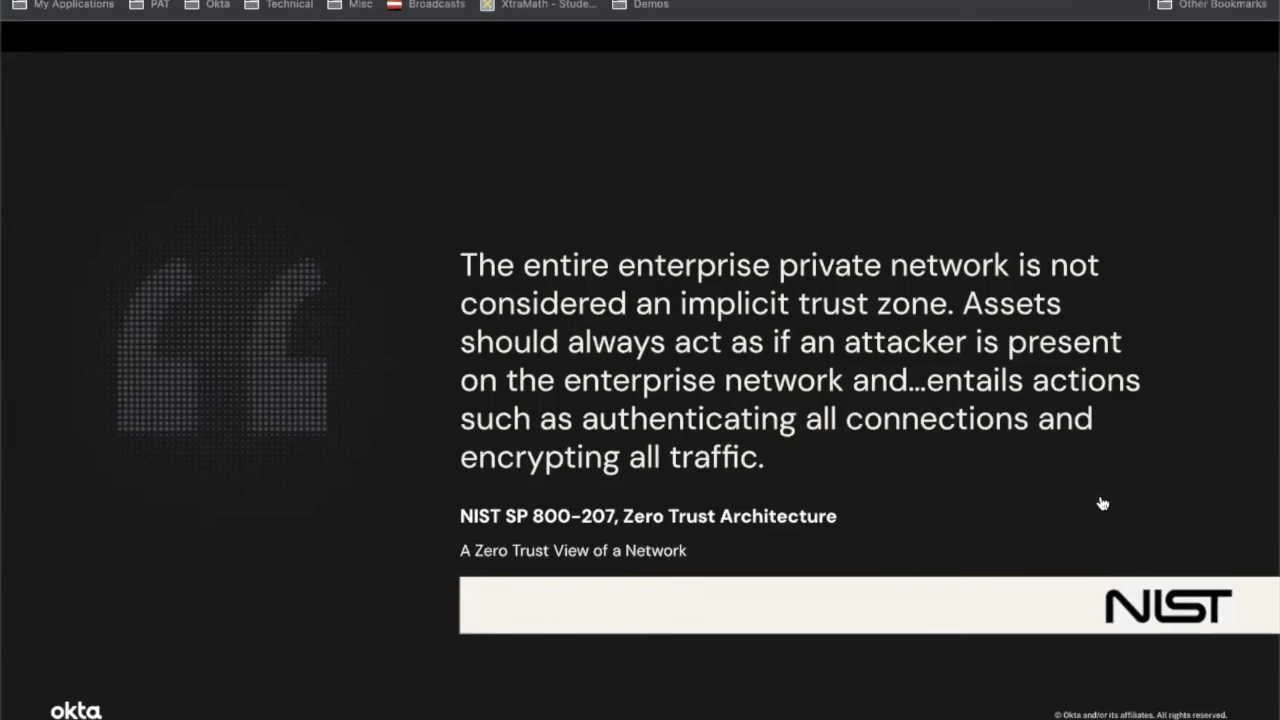 My Applications PAT Okta Technical Misc Broadcasts XtraMath - Stude... Demos Other Bookmarks
The entire enterprise private network is not
considered an implicit trust zone. Assets
should always act as if an attacker is present
on the enterprise network and...entails actions
such as authenticating all connections and
encrypting all traffic.
NIST SP 800-207, Zero Trust Architecture
A Zero Trust View of a Network
NIST
okta
© Okta and/or its affiliates. All rights reserved.